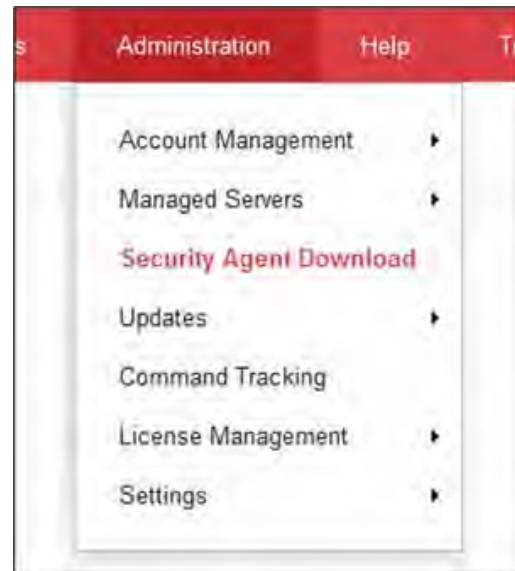 s Administration Help T
Account Management
Managed Servers
Security Agent Download
Updates
Command Tracking
License Management
Settings